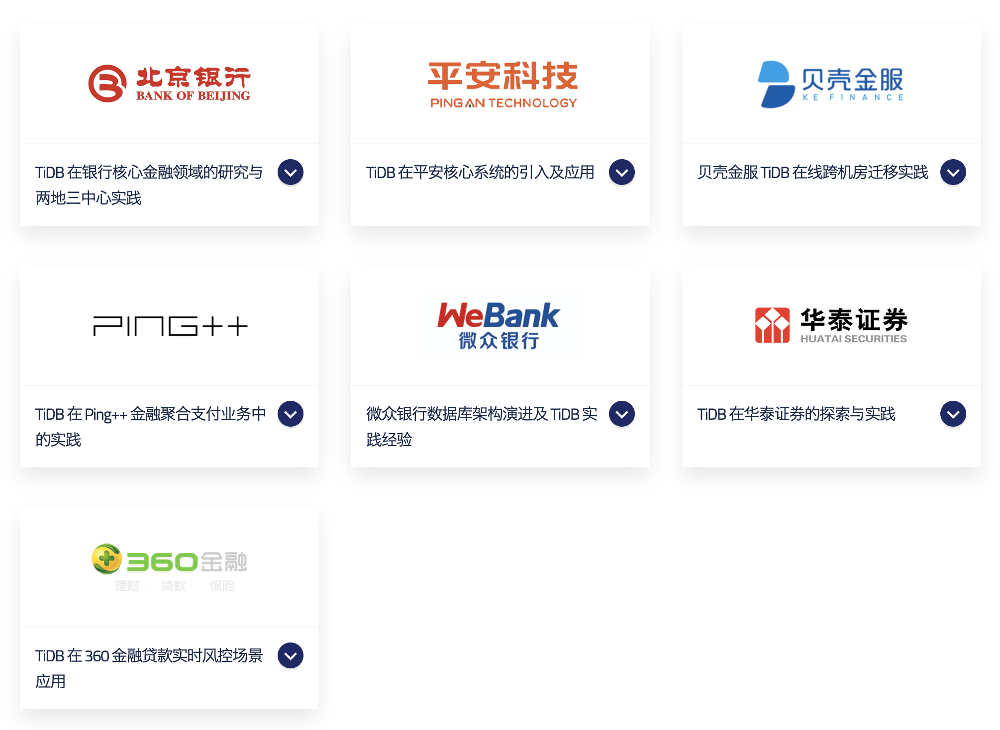 北京银行
BANK OF BEIJING
平安科技
PINGAN TECHNOLOGY
贝壳金服
KE FINANCE
TiDB 在银行核心金融领域的研究与
两地三中心实践
TiDB 在平安核心系统的引入及应用
贝壳金服 TiDB 在线跨机房迁移实践
PING++
WeBank
微众银行
华泰证券
HUATAI SECURITIES
TiDB 在 Ping++ 金融聚合支付业务中
的实践
微众银行数据库架构演进及 TiDB 实
践经验
TiDB 在华泰证券的探索与实践
360金融
理财 贷款 保险
TiDB 在 360 金融贷款实时风控场景
应用